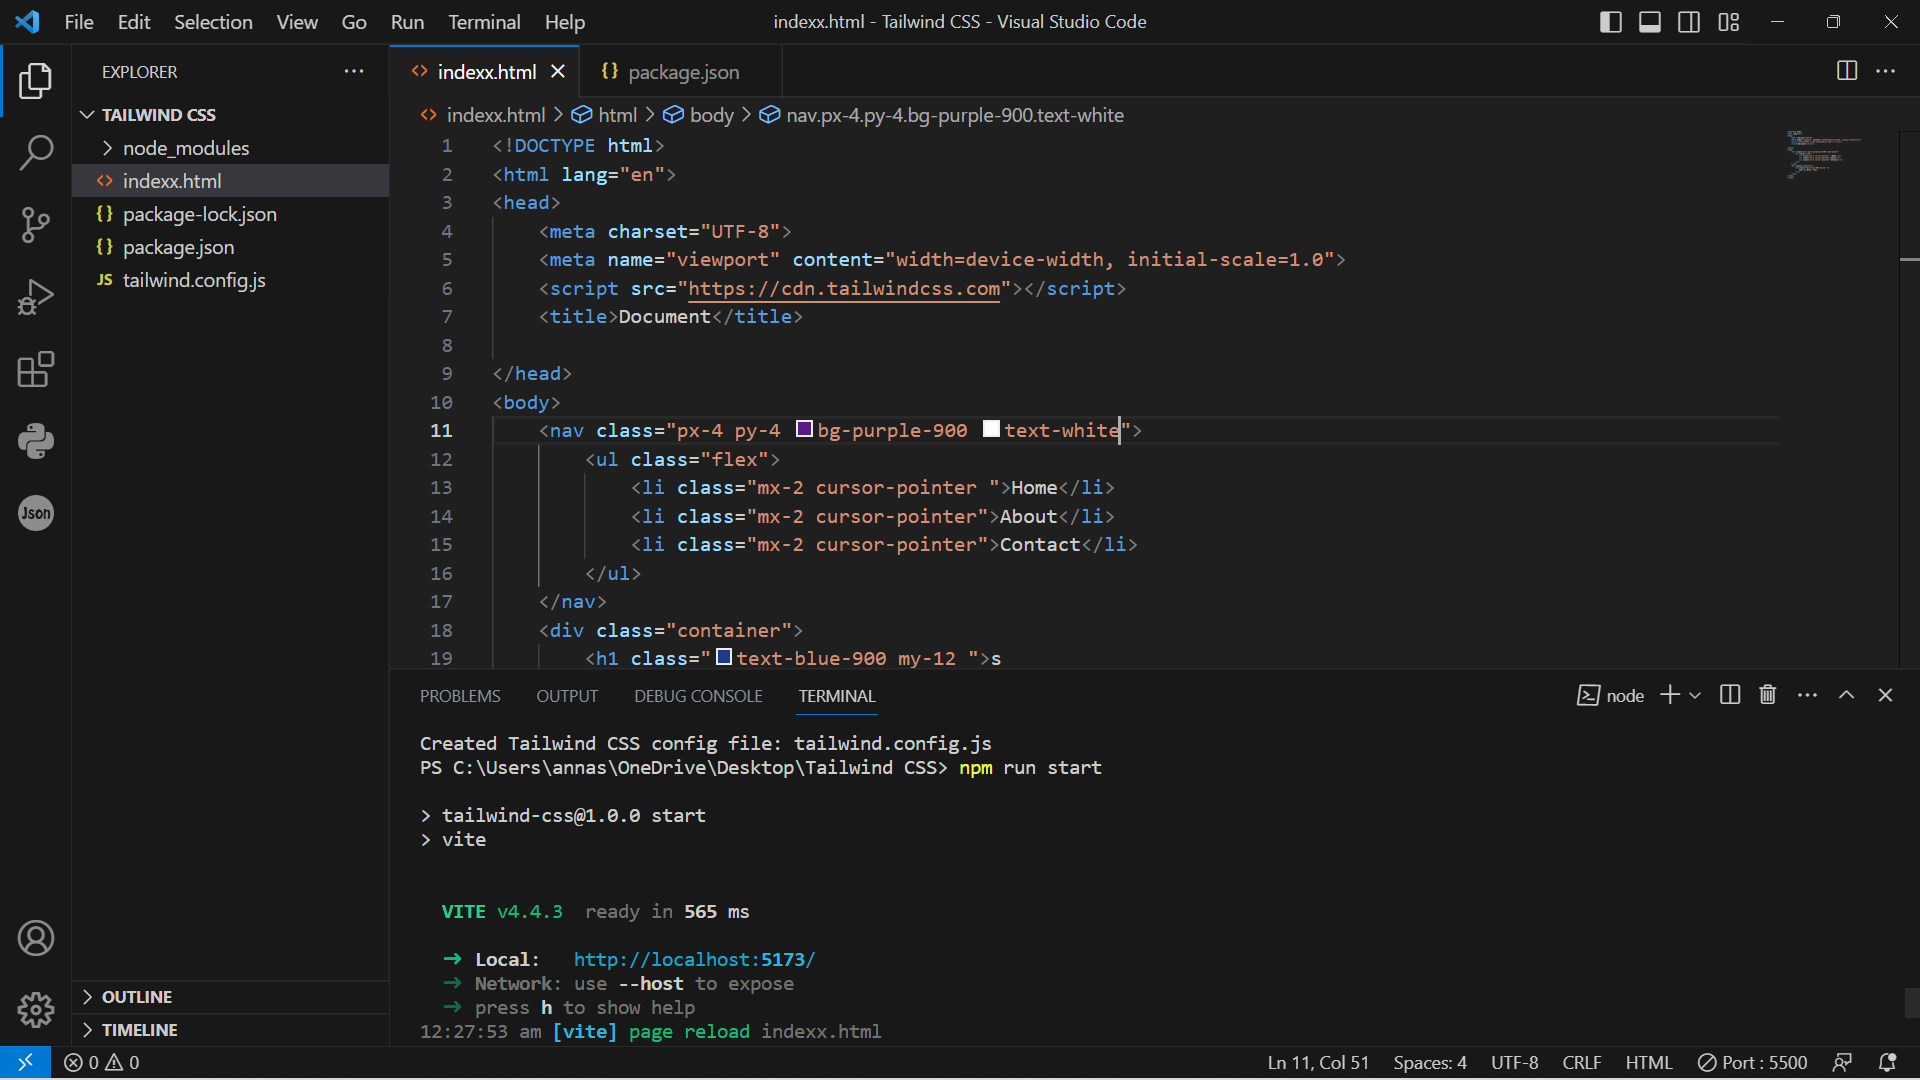 File Edit Selection View Go Run Terminal Help
indexx.html - Tailwind CSS - Visual Studio Code
EXPLORER
TAILWIND CSS
node_modules
<> indexx.html
{} package-lock.json
{} package.json
JS tailwind.config.js
Json
OUTLINE
TIMELINE
<> indexx.html
{} package.json
<> indexx.html > html > body > nav.px-4.py-4.bg-purple-900.text-white
1 <!DOCTYPE html>
2 <html lang="en">
3 <head>
4 <meta charset="UTF-8">
5 <meta name="viewport" content="width=device-width, initial-scale=1.0">
6 <script src="https://cdn.tailwindcss.com"></script>
7 <title>Document</title>
8
9 </head>
10 <body>
11 <nav class="px-4 py-4 bg-purple-900 text-white">
12 <ul class="flex">
13 <li class="mx-2 cursor-pointer ">Home</li>
14 <li class="mx-2 cursor-pointer">About</li>
15 <li class="mx-2 cursor-pointer">Contact</li>
16 </ul>
17 </nav>
18 <div class="container">
19 <h1 class="text-blue-900 my-12 ">s
PROBLEMS OUTPUT DEBUG CONSOLE TERMINAL
node
Created Tailwind CSS config file: tailwind.config.js
PS C:\Users\annas\OneDrive\Desktop\Tailwind CSS> npm run start
> tailwind-css@1.0.0 start
> vite
VITE v4.4.3 ready in 565 ms
➜ Local: http://localhost:5173/
➜ Network: use --host to expose
➜ press h to show help
12:27:53 am [vite] page reload indexx.html
0 0
Ln 11, Col 51 Spaces: 4 UTF-8 CRLF HTML Port : 5500